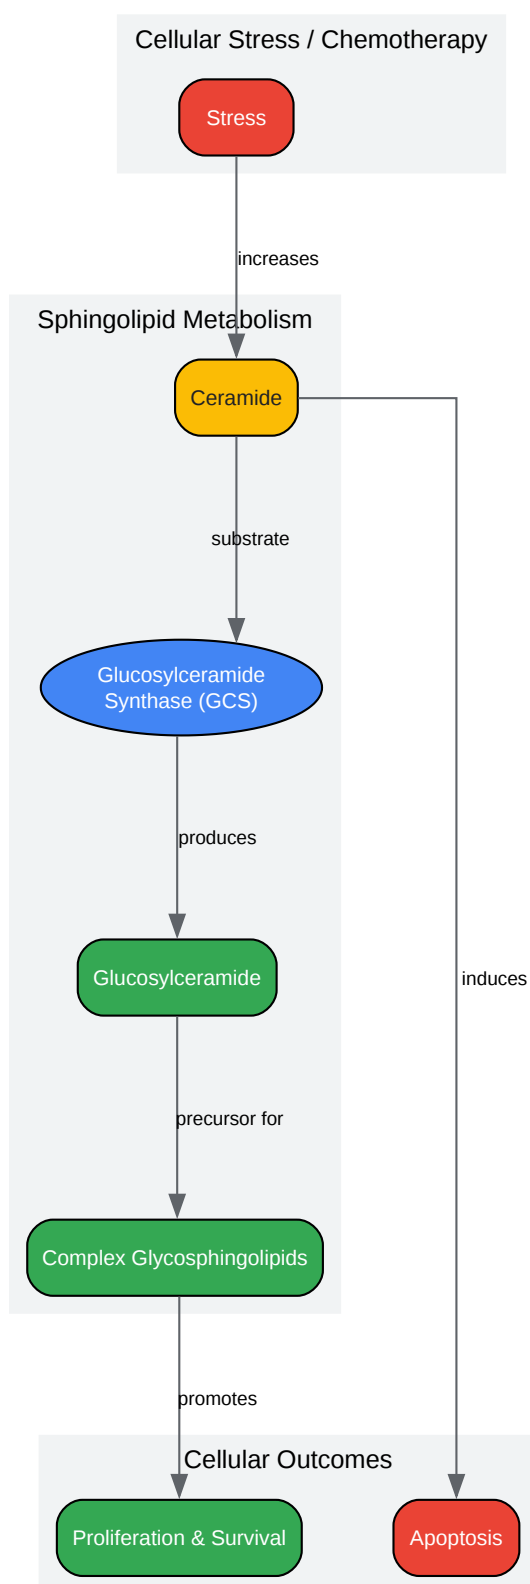 Cellular Stress / Chemotherapy
Stress
increases
Sphingolipid Metabolism
Ceramide
substrate
Glucosylceramide
Synthase (GCS)
produces
Glucosylceramide
induces
precursor for
Complex Glycosphingolipids
promotes
Cellular Outcomes
Proliferation & Survival
Apoptosis